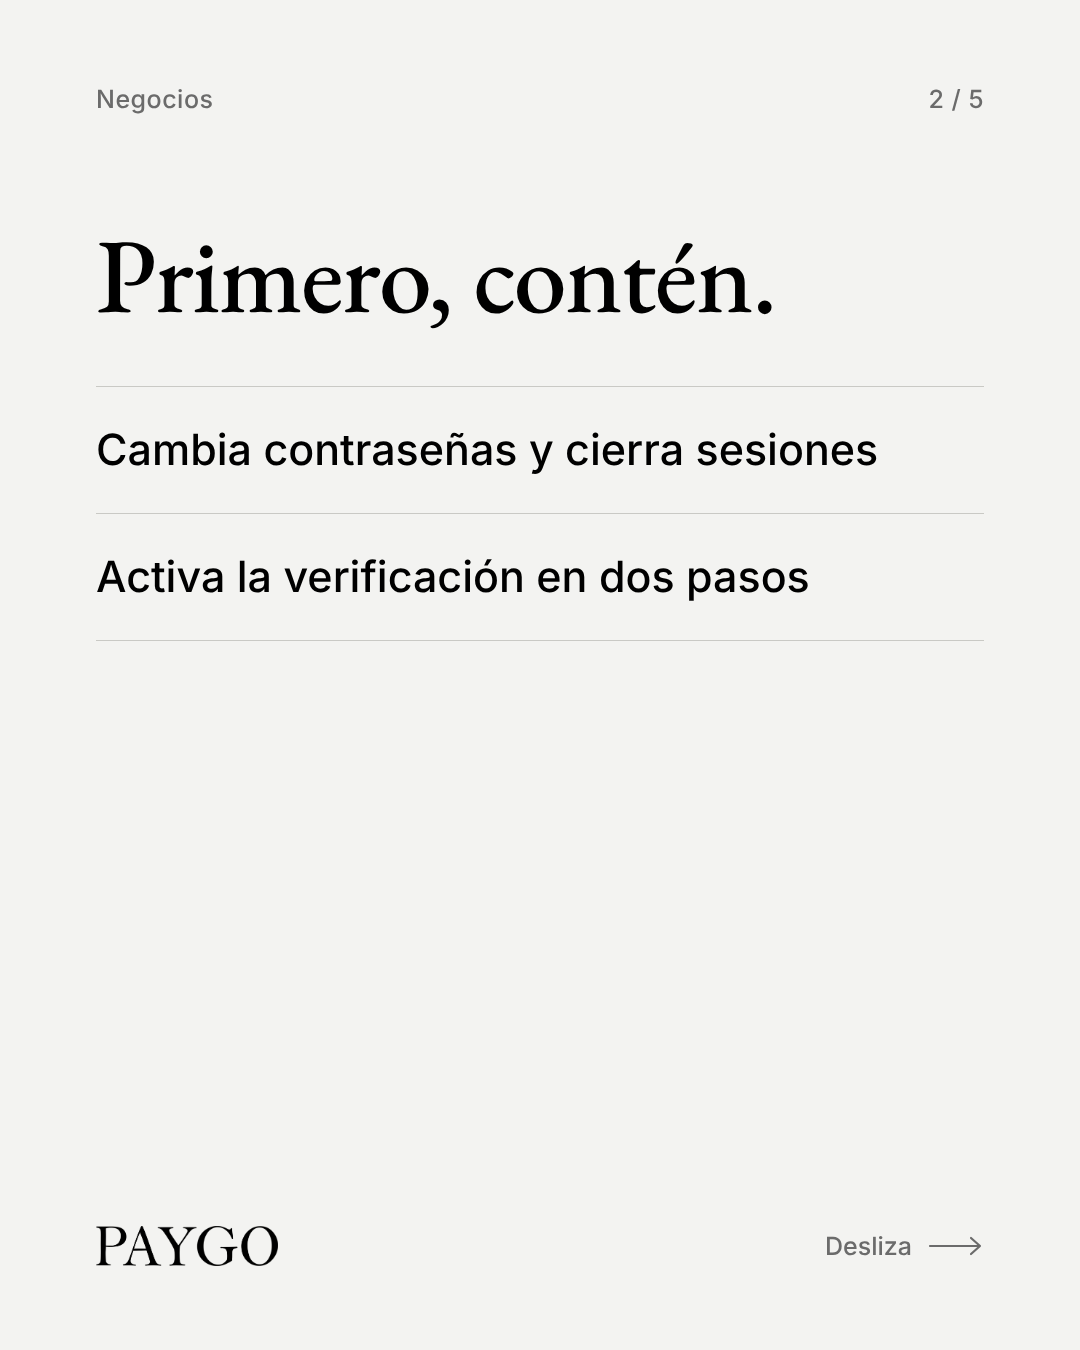 Negocios
2 / 5
Primero, contén.
Cambia contraseñas y cierra sesiones
Activa la verificación en dos pasos
PAYGO
Desliza